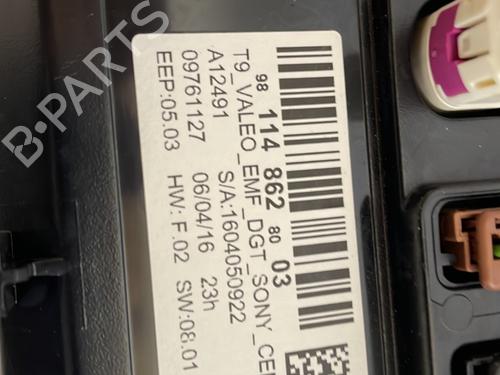 T9_VALEO_EMF_DGT_SONY_CE
98 114 862 80 03
A12491 S/A:1604050922
09761127 06/04/16 23h
EEP:05.03 HW: F.02 SW:08.01
B-PARTS